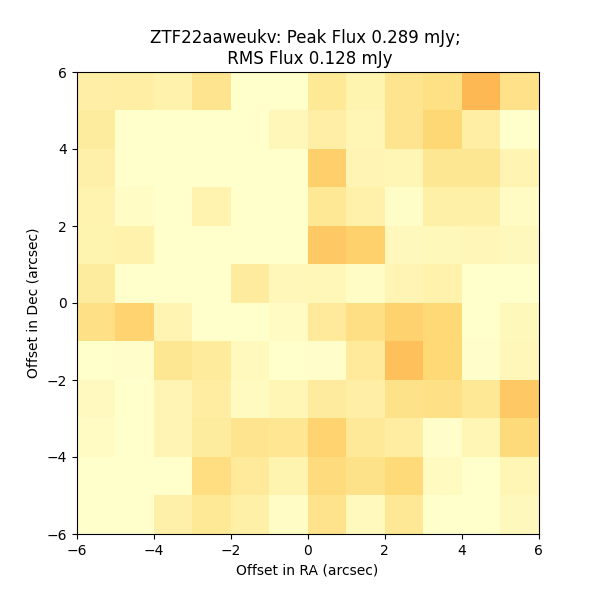 ZTF22aaweukv: Peak Flux 0.289 mJy;
RMS Flux 0.128 mJy
6
4
2
0
−2
−4
−6
Offset in Dec (arcsec)
−6 −4 −2 0 2 4 6
Offset in RA (arcsec)